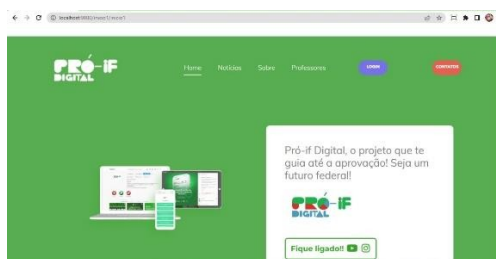 PRÓ-IF
DIGITAL
Home Notícias Sobre Professores LOGIN CONTATOS
Pró-if Digital, o projeto que te
guia até a aprovação! Seja um
futuro federal!
PRÓ-IF
DIGITAL
Fique ligado!!